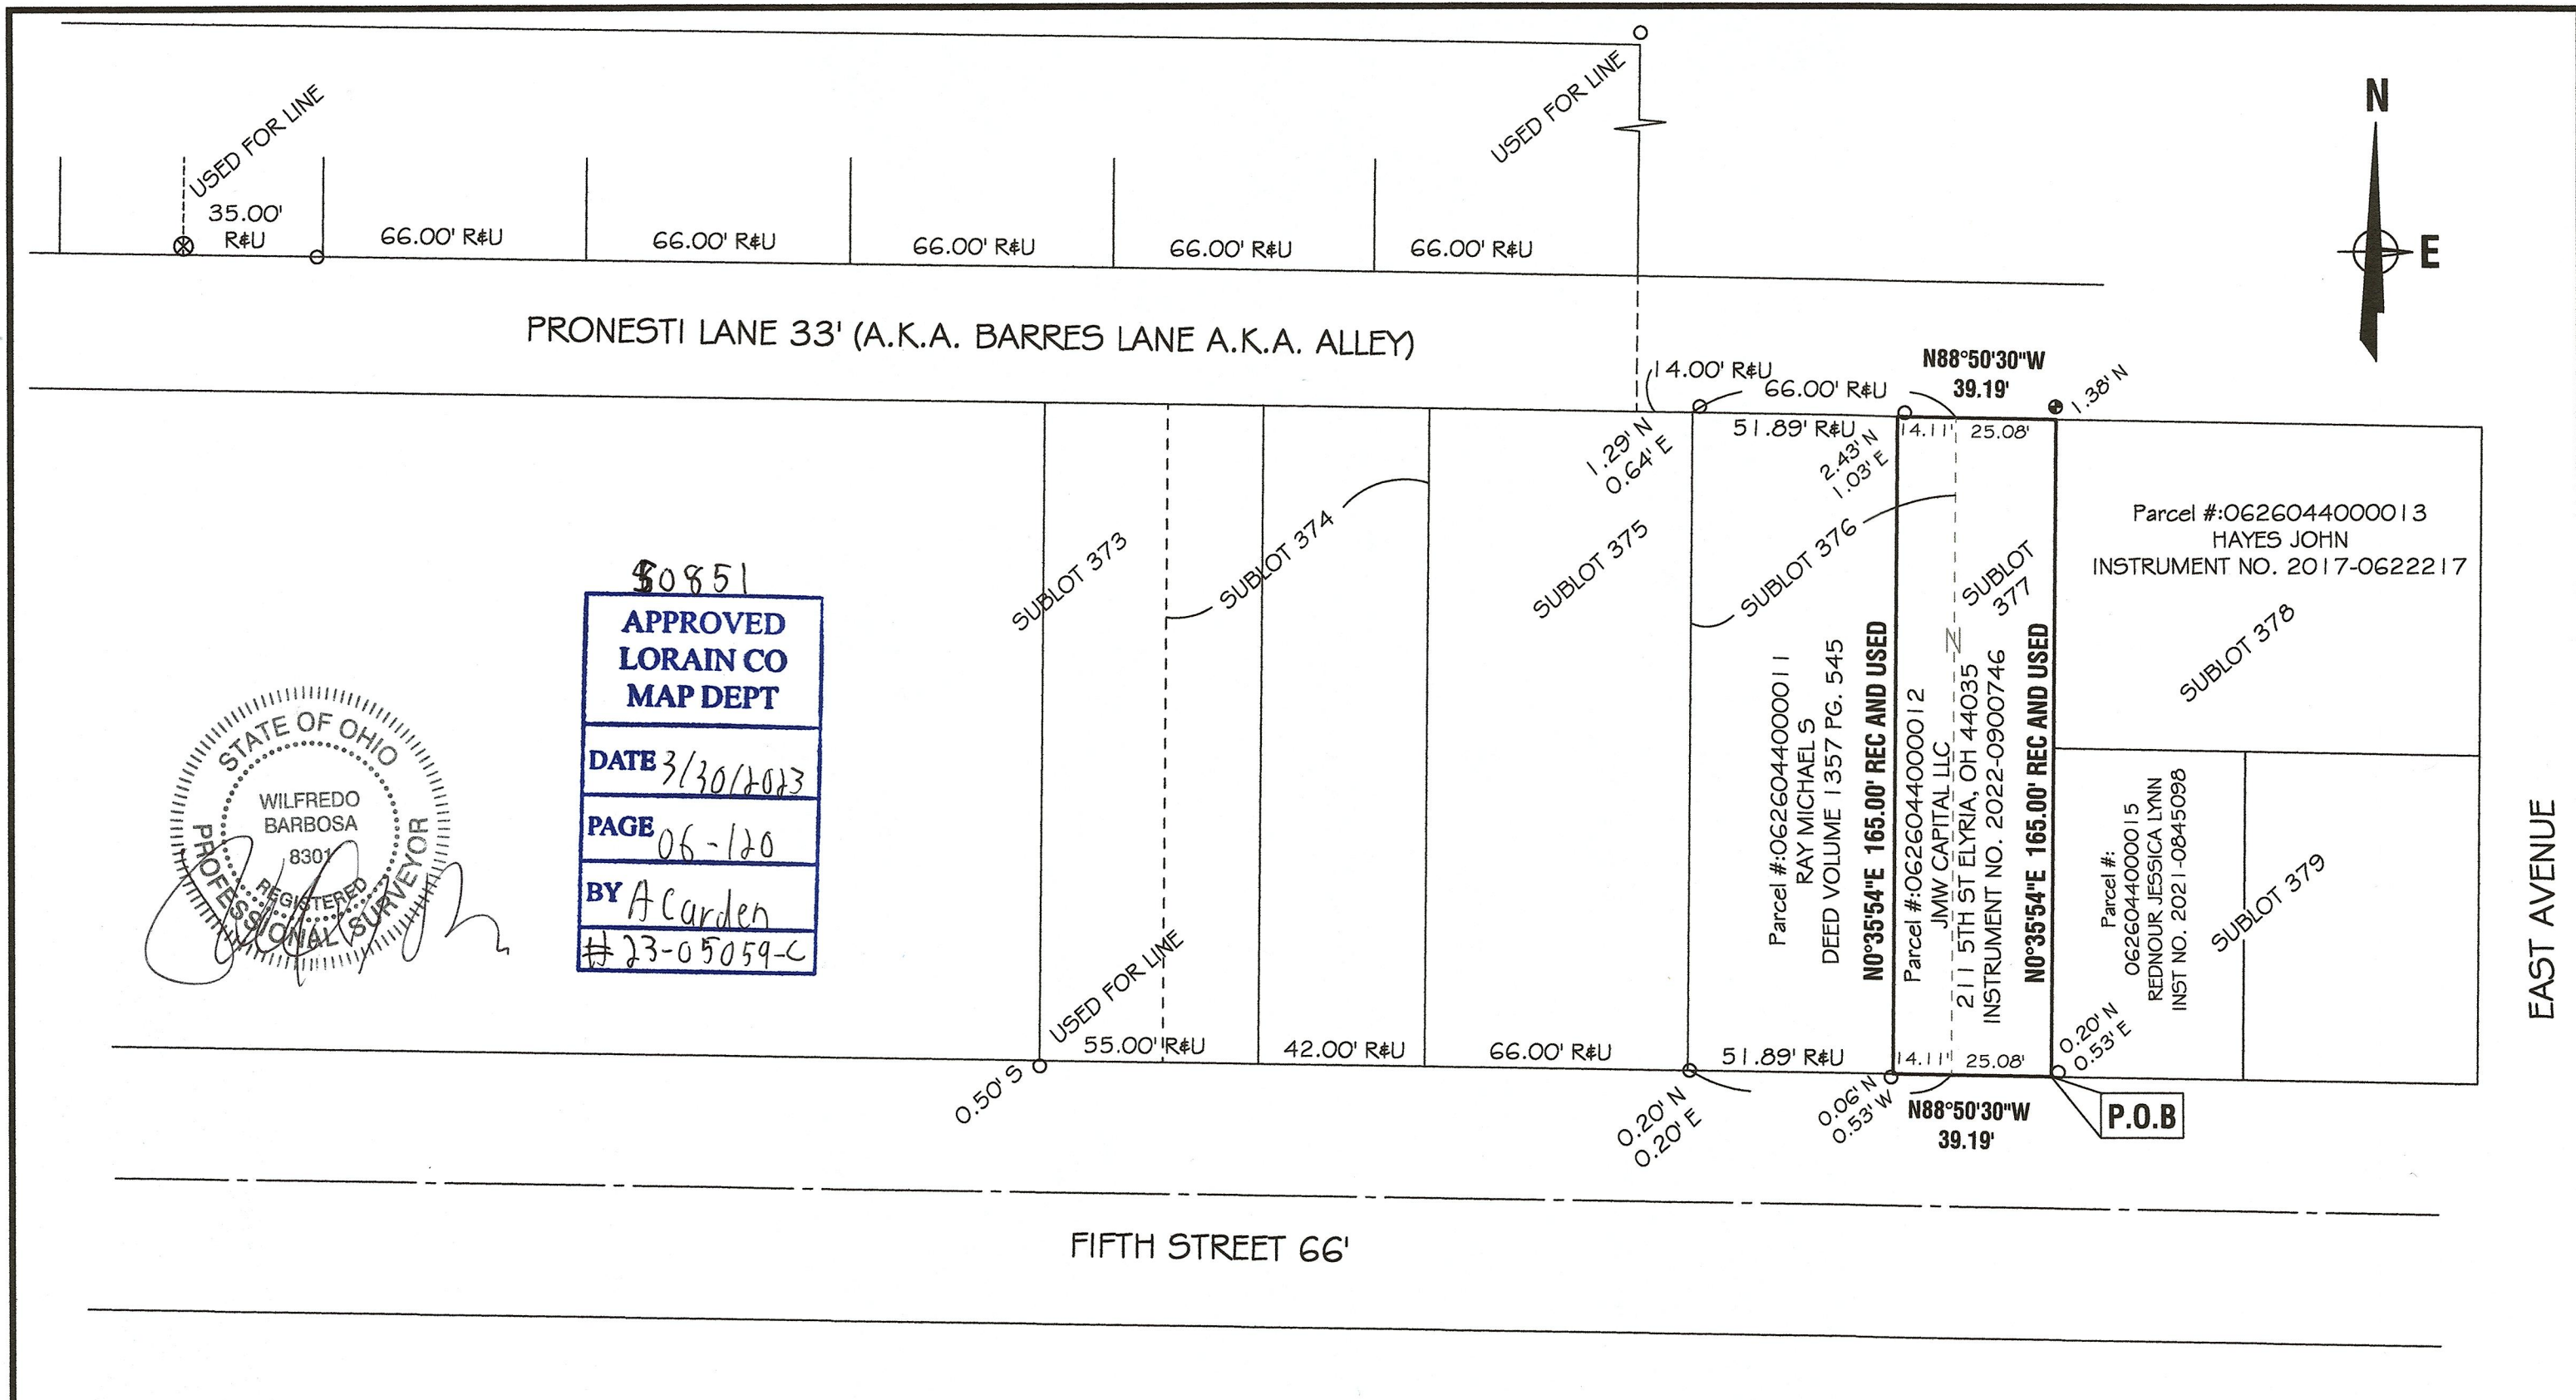 USED FOR LINE
USED FOR LINE
N
E
35.00'
R&U
66.00' R&U
66.00' R&U
66.00' R&U
66.00' R&U
66.00' R&U
PRONESTI LANE 33' (A.K.A. BARRES LANE A.K.A. ALLEY)
14.00' R&U
66.00' R&U
N88°50'30"W
39.19'
1.38' N
1.29' N
0.64' E
51.89' R&U
2.43' N
1.03' E
14.11'
25.08'
SUBLOT 373
SUBLOT 374
SUBLOT 375
SUBLOT 376
SUBLOT
377
Parcel #:0626044000013
HAYES JOHN
INSTRUMENT NO. 2017-0622217
SUBLOT 378
50851
APPROVED
LORAIN CO
MAP DEPT
DATE 3/30/2023
PAGE 06-120
BY A Carden
# 23-05059-C
STATE OF OHIO
WILFREDO
BARBOSA
8301
REGISTERED
PROFESSIONAL SURVEYOR
Parcel #:0626044000011
RAY MICHAEL S
DEED VOLUME 1357 PG. 545
N0°35'54"E 165.00' REC AND USED
Parcel #:0626044000012
JMW CAPITAL LLC
211 5TH ST ELYRIA, OH 44035
INSTRUMENT NO. 2022-0900746
N0°35'54"E 165.00' REC AND USED
Z
Parcel #:
0626044000015
REDNOUR JESSICA LYNN
INST NO. 2021-0845098
SUBLOT 379
EAST AVENUE
USED FOR LINE
55.00' R&U
42.00' R&U
66.00' R&U
51.89' R&U
14.11'
25.08'
0.20' N
0.53' E
0.50' S
0.20' N
0.20' E
0.06' N
0.53' W
N88°50'30"W
39.19'
P.O.B
FIFTH STREET 66'